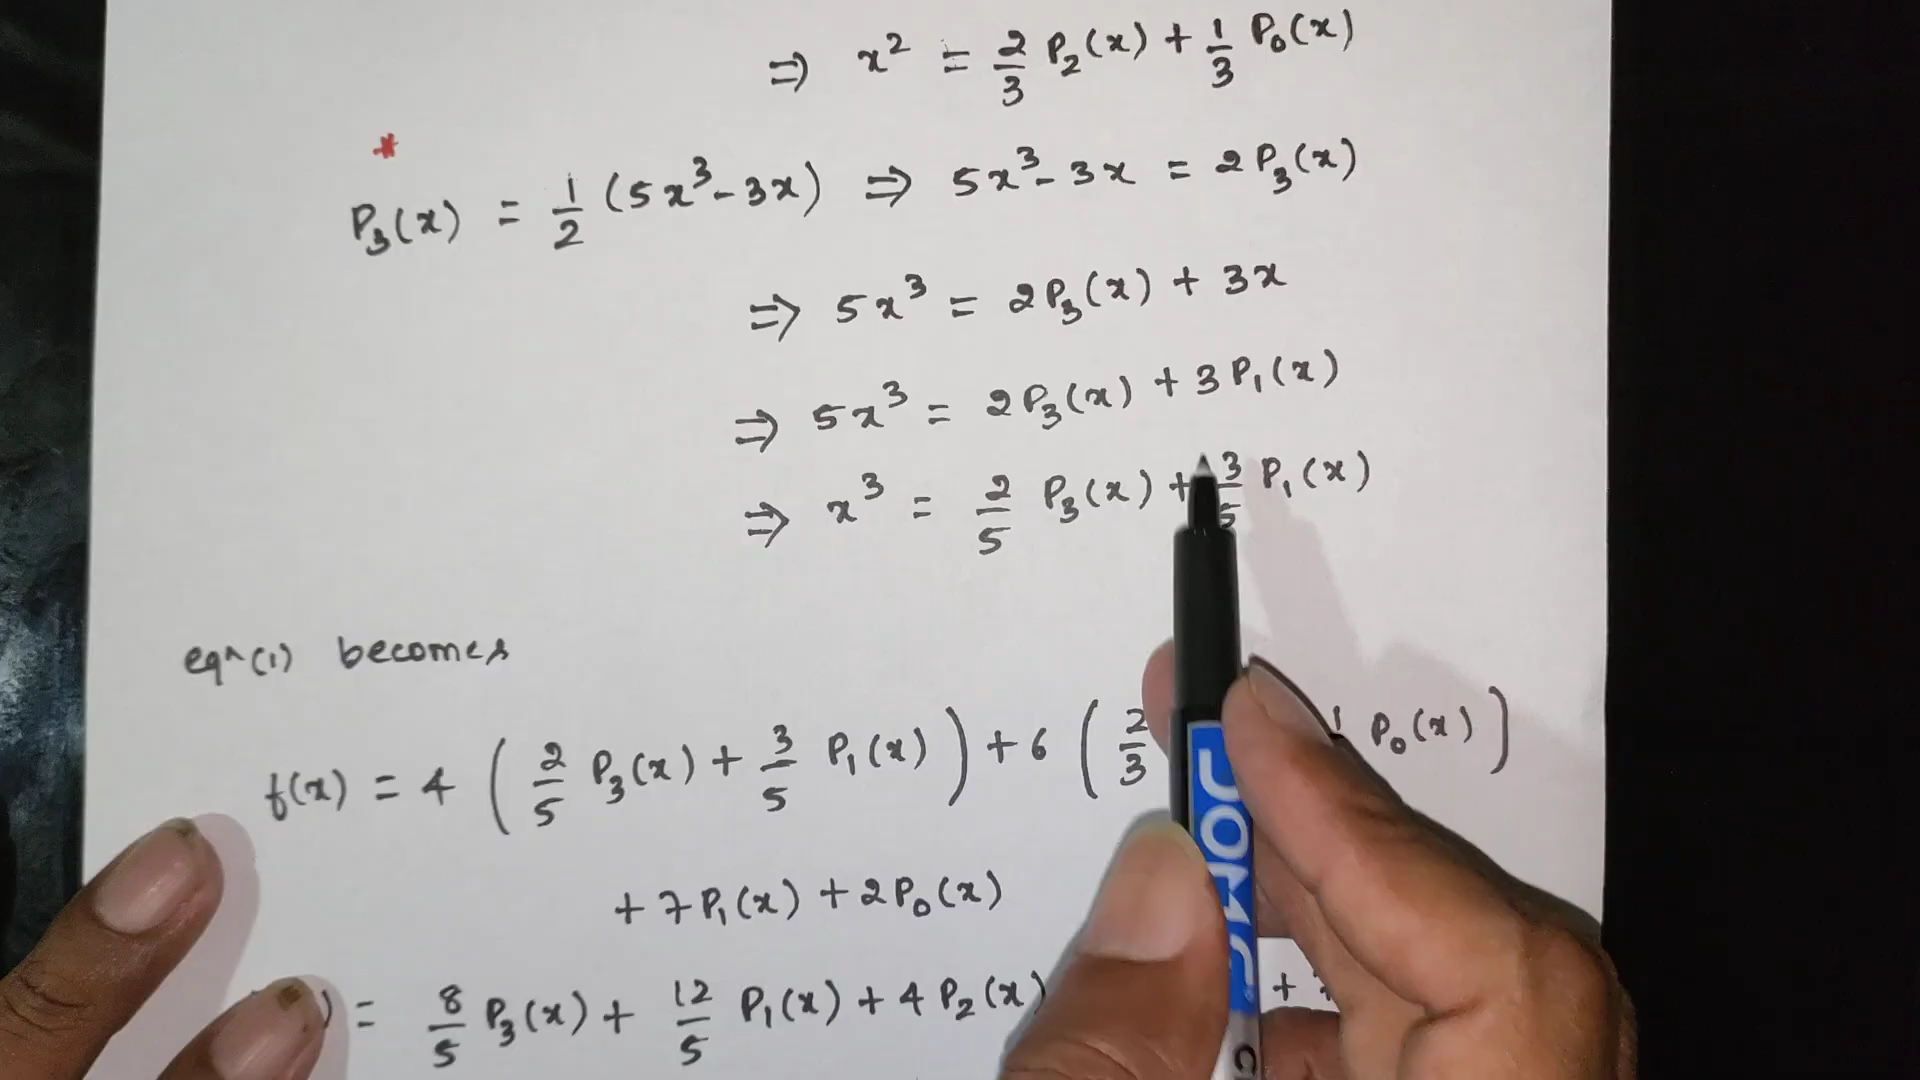 ⇒ x² = 2/3 P₂(x) + 1/3 P₀(x)
*
P₃(x) = 1/2 (5x³ - 3x) ⇒ 5x³ - 3x = 2P₃(x)
⇒ 5x³ = 2P₃(x) + 3x
⇒ 5x³ = 2P₃(x) + 3P₁(x)
⇒ x³ = 2/5 P₃(x) + 3/5 P₁(x)
eqⁿ(1) becomes
f(x) = 4 ( 2/5 P₃(x) + 3/5 P₁(x) ) + 6 ( 2/3 P₀(x) )
+ 7P₁(x) + 2P₀(x)
) = 8/5 P₃(x) + 12/5 P₁(x) + 4 P₂(x) +